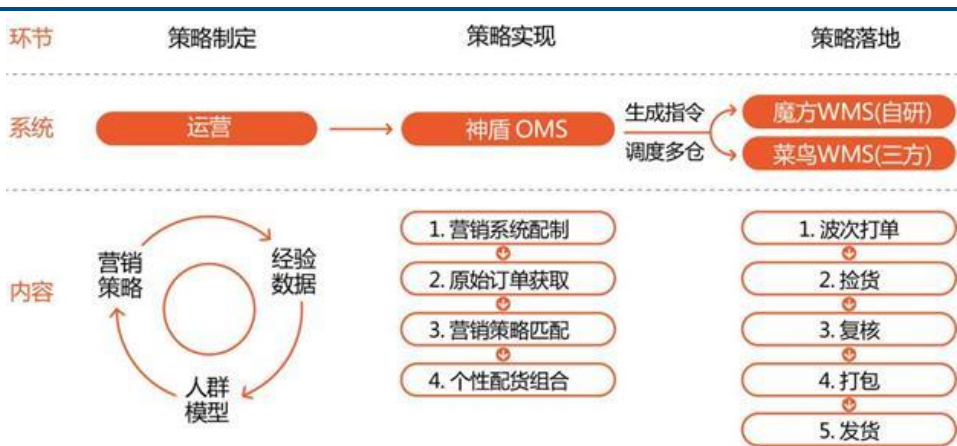 环节
策略制定
策略实现
策略落地
系统
运营
神盾 OMS
生成指令
调度多仓
魔方WMS(自研)
菜鸟WMS(三方)
内容
营销
策略
经验
数据
人群
模型
1. 营销系统配制
2. 原始订单获取
3. 营销策略匹配
4. 个性配货组合
1. 波次打单
2. 捡货
3. 复核
4. 打包
5. 发货